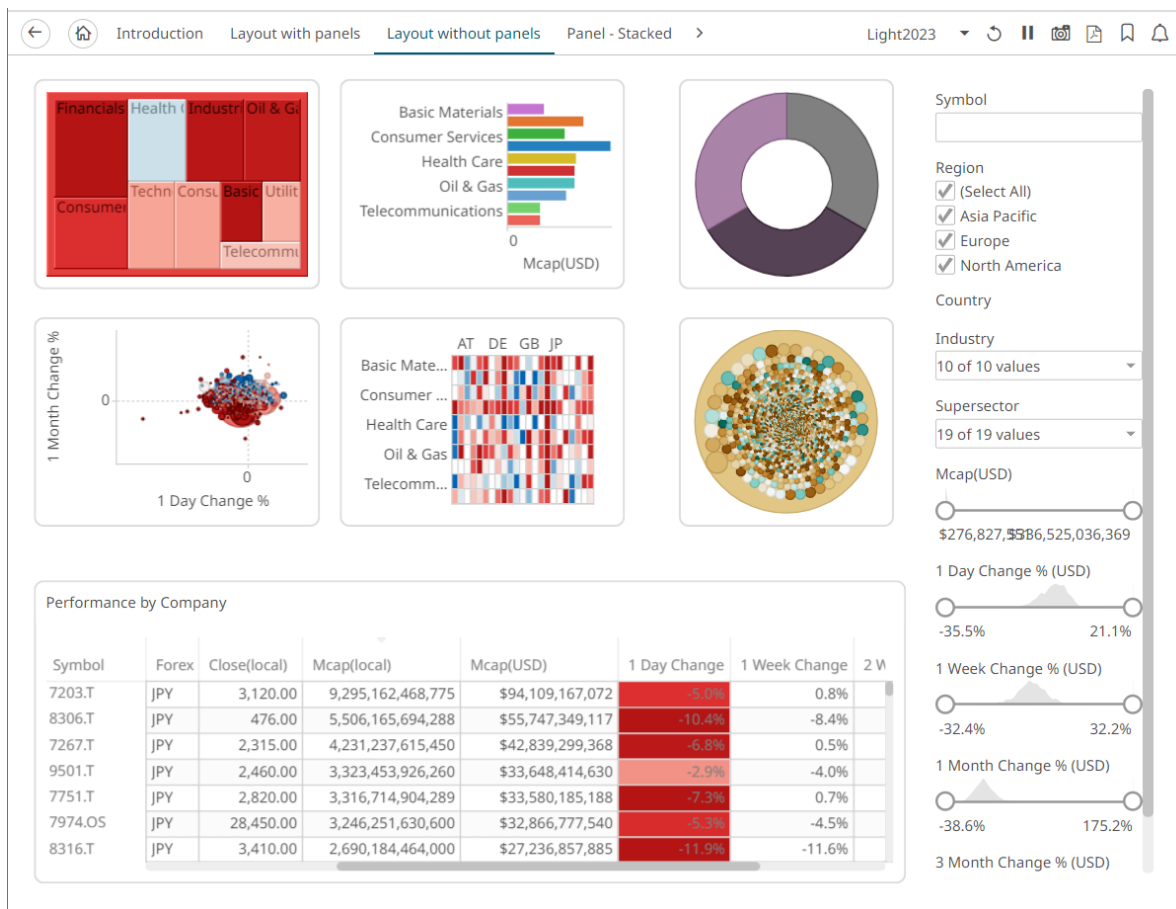 Introduction Layout with panels Layout without panels Panel - Stacked Light2023
Financials Health Industri Oil & Ga
Techn Consu Basic Utilit
Consumer
Telecommu
Basic Materials
Consumer Services
Health Care
Oil & Gas
Telecommunications
0
Mcap(USD)
1 Month Change %
0
0
1 Day Change %
AT DE GB JP
Basic Mate...
Consumer ...
Health Care
Oil & Gas
Telecomm...
Performance by Company
Symbol Forex Close(local) Mcap(local) Mcap(USD) 1 Day Change 1 Week Change 2 W
7203.T JPY 3,120.00 9,295,162,468,775 $94,109,167,072 -5.0% 0.8%
8306.T JPY 476.00 5,506,165,694,288 $55,747,349,117 -10.4% -8.4%
7267.T JPY 2,315.00 4,231,237,615,450 $42,839,299,368 -6.8% 0.5%
9501.T JPY 2,460.00 3,323,453,926,260 $33,648,414,630 -2.9% -4.0%
7751.T JPY 2,820.00 3,316,714,904,289 $33,580,185,188 -7.3% 0.7%
7974.OS JPY 28,450.00 3,246,251,630,600 $32,866,777,540 -5.3% -4.5%
8316.T JPY 3,410.00 2,690,184,464,000 $27,236,857,885 -11.9% -11.6%
Symbol
Region
(Select All)
Asia Pacific
Europe
North America
Country
Industry
10 of 10 values
Supersector
19 of 19 values
Mcap(USD)
1 Day Change % (USD)
-35.5% 21.1%
1 Week Change % (USD)
-32.4% 32.2%
1 Month Change % (USD)
-38.6% 175.2%
3 Month Change % (USD)